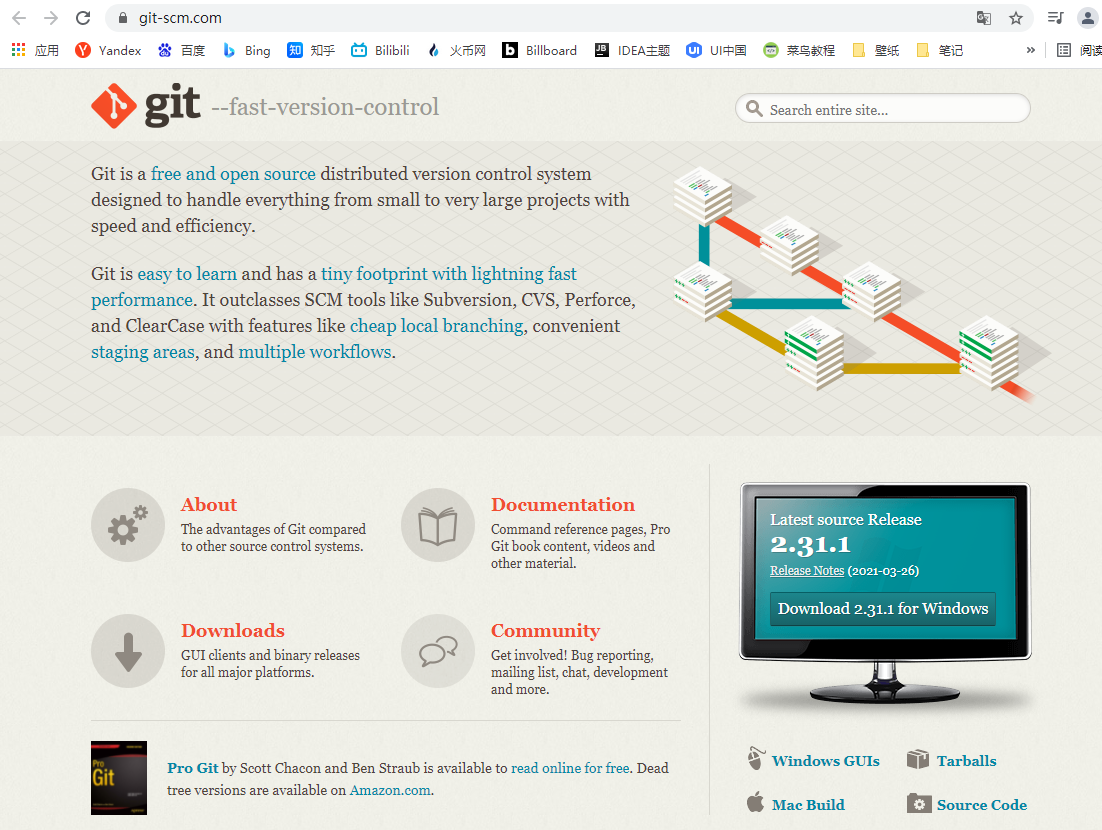 git-scm.com
应用 Yandex 百度 Bing 知乎 Bilibili 火币网 Billboard IDEA主题 UI中国 菜鸟教程 壁纸 笔记 » 阅读
git --fast-version-control
Search entire site...
Git is a free and open source distributed version control system
designed to handle everything from small to very large projects with
speed and efficiency.
Git is easy to learn and has a tiny footprint with lightning fast
performance. It outclasses SCM tools like Subversion, CVS, Perforce,
and ClearCase with features like cheap local branching, convenient
staging areas, and multiple workflows.
About
The advantages of Git compared
to other source control systems.
Documentation
Command reference pages, Pro
Git book content, videos and
other material.
Downloads
GUI clients and binary releases
for all major platforms.
Community
Get involved! Bug reporting,
mailing list, chat, development
and more.
Pro
Git
Pro Git by Scott Chacon and Ben Straub is available to read online for free. Dead
tree versions are available on Amazon.com.
Latest source Release
2.31.1
Release Notes (2021-03-26)
Download 2.31.1 for Windows
Windows GUIs
Tarballs
Mac Build
Source Code